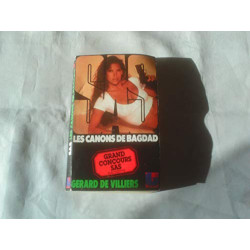 SAS
LES CANONS DE BAGDAD
GRAND
CONCOURS
SAS
GERARD DE VILLIERS